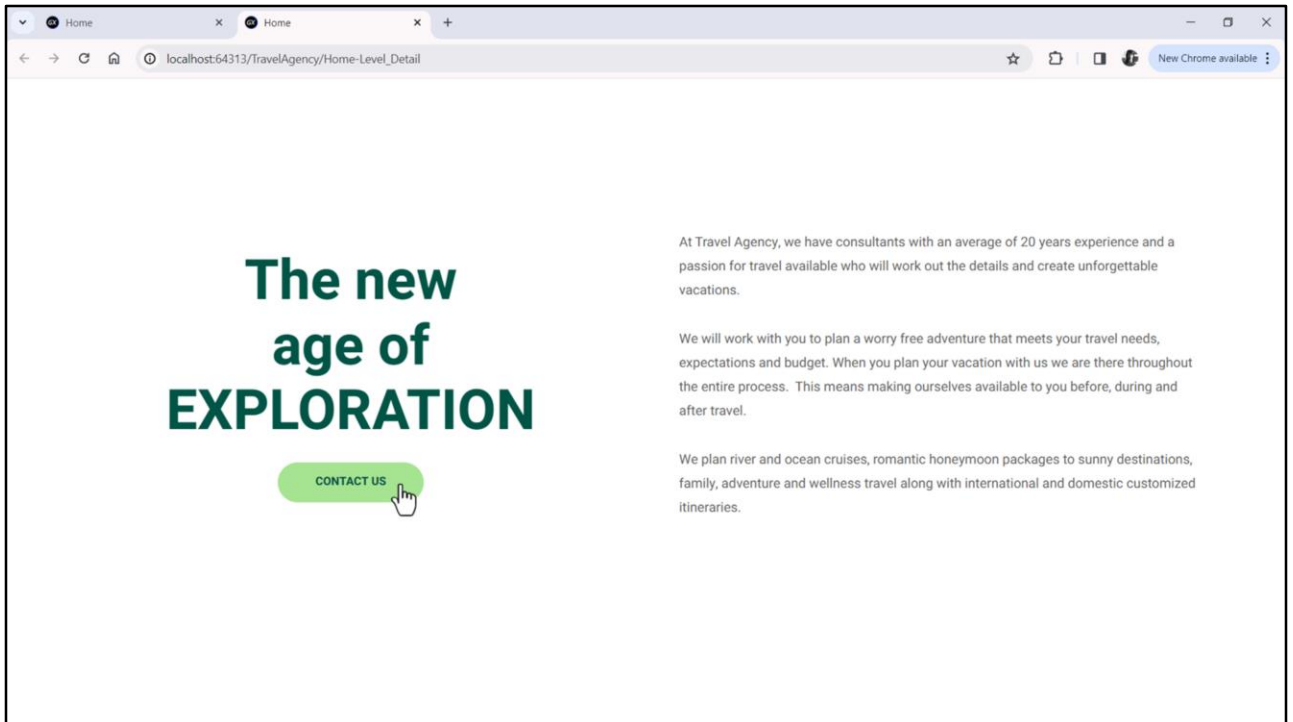 GX Home
GX Home
localhost:64313/TravelAgency/Home-Level_Detail
New Chrome available
The new
age of
EXPLORATION
CONTACT US
At Travel Agency, we have consultants with an average of 20 years experience and a
passion for travel available who will work out the details and create unforgettable
vacations.
We will work with you to plan a worry free adventure that meets your travel needs,
expectations and budget. When you plan your vacation with us we are there throughout
the entire process. This means making ourselves available to you before, during and
after travel.
We plan river and ocean cruises, romantic honeymoon packages to sunny destinations,
family, adventure and wellness travel along with international and domestic customized
itineraries.